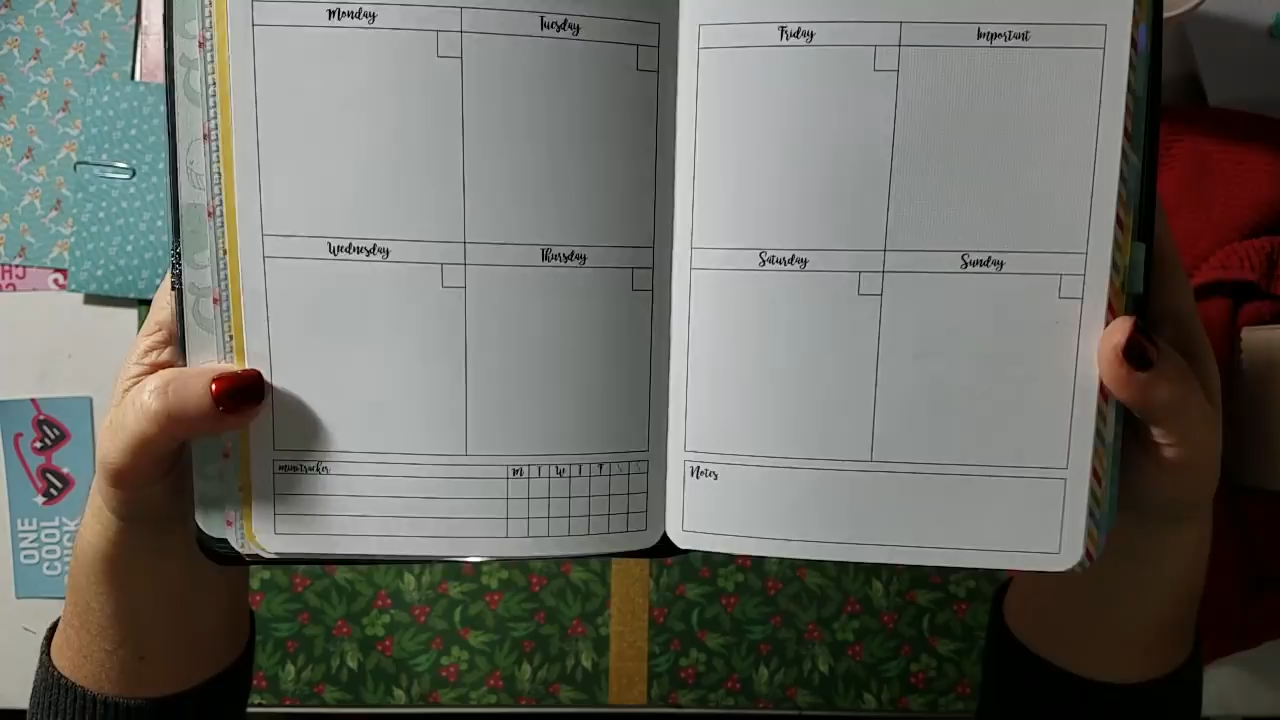 Monday
Tuesday
Wednesday
Thursday
minitracker
M T W T F S S
Friday
Important
Saturday
Sunday
Notes
ONE
COOL